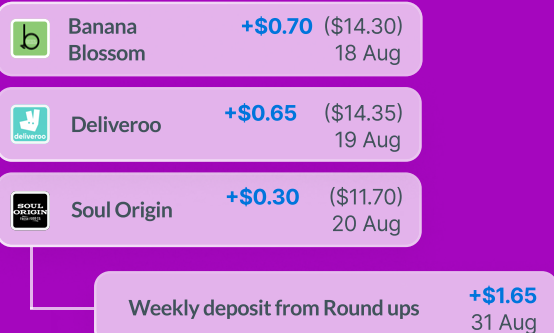 b
Banana
Blossom
+$0.70 ($14.30)
18 Aug
deliveroo
Deliveroo
+$0.65 ($14.35)
19 Aug
SOUL
ORIGIN
Soul Origin
+$0.30 ($11.70)
20 Aug
Weekly deposit from Round ups
+$1.65
31 Aug